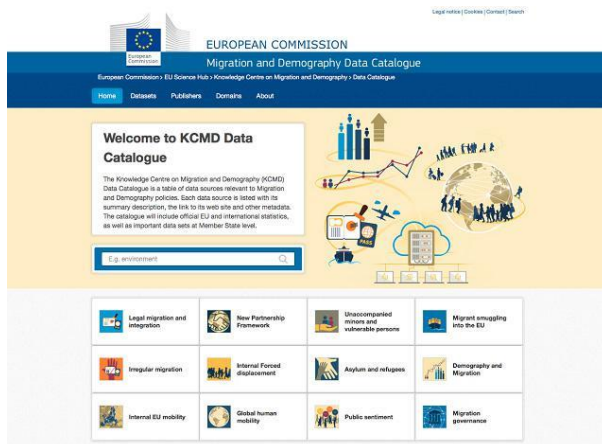 Legal notice | Cookies | Contact | Search
European
Commission
EUROPEAN COMMISSION
Migration and Demography Data Catalogue
European Commission > EU Science Hub > Knowledge Centre on Migration and Demography > Data Catalogue
Home Datasets Publishers Domains About
Welcome to KCMD Data
Catalogue
The Knowledge Centre on Migration and Demography (KCMD)
Data Catalogue is a table of data sources relevant to Migration
and Demography policies. Each data source is listed with its
summary description, the link to its web site and other metadata.
The catalogue will include official EU and international statistics,
as well as important data sets at Member State level.
E.g. environment
PASS
Legal migration and
integration
New Partnership
Framework
Unaccompanied
minors and
vulnerable persons
Migrant smuggling
into the EU
Irregular migration
Internal Forced
displacement
Asylum and refugees
Demography and
Migration
Internal EU mobility
Global human
mobility
Public sentiment
Migration
governance